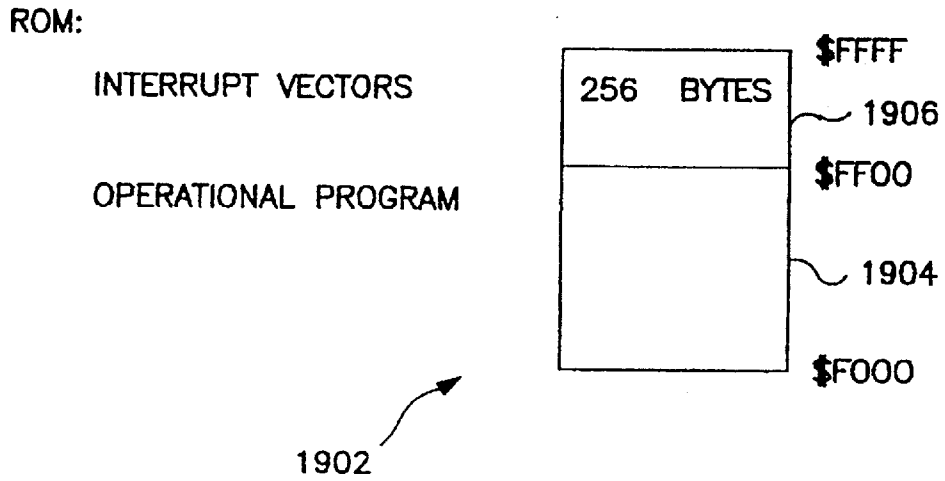 ROM:
$FFFF
INTERRUPT VECTORS
256 BYTES
1906
$FF00
OPERATIONAL PROGRAM
1904
$F000
1902